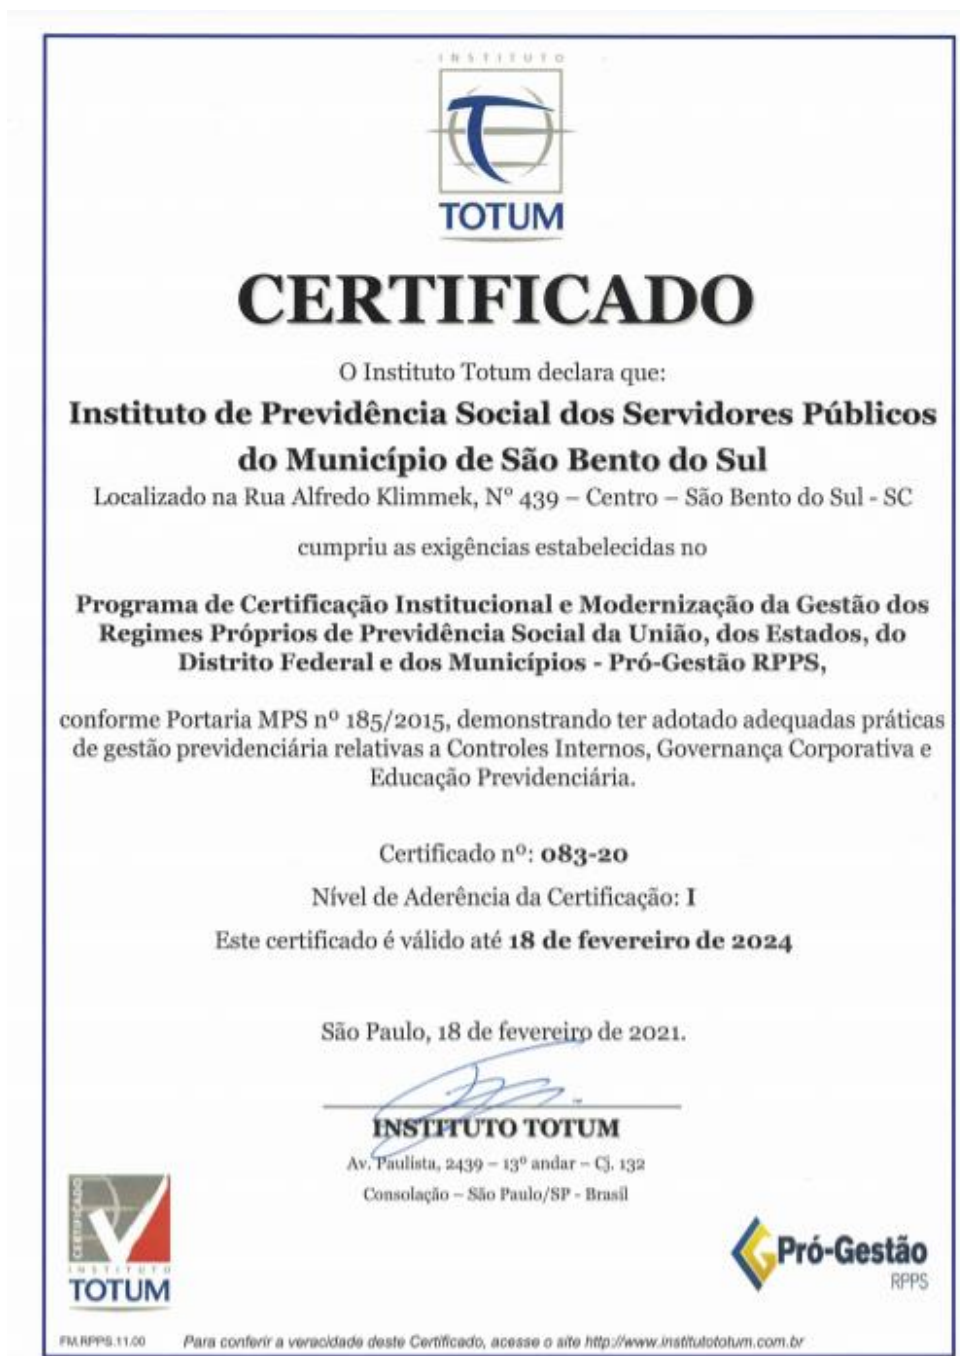 INSTITUTO
TOTUM
CERTIFICADO
O Instituto Totum declara que:
Instituto de Previdência Social dos Servidores Públicos
do Município de São Bento do Sul
Localizado na Rua Alfredo Klimmek, Nº 439 – Centro – São Bento do Sul - SC
cumpriu as exigências estabelecidas no
Programa de Certificação Institucional e Modernização da Gestão dos
Regimes Próprios de Previdência Social da União, dos Estados, do
Distrito Federal e dos Municípios - Pró-Gestão RPPS,
conforme Portaria MPS nº 185/2015, demonstrando ter adotado adequadas práticas
de gestão previdenciária relativas a Controles Internos, Governança Corporativa e
Educação Previdenciária.
Certificado nº: 083-20
Nível de Aderência da Certificação: I
Este certificado é válido até 18 de fevereiro de 2024
São Paulo, 18 de fevereiro de 2021.
INSTITUTO TOTUM
Av. Paulista, 2439 – 13º andar – Cj. 132
Consolação – São Paulo/SP - Brasil
CERTIFICADO
INSTITUTO
TOTUM
Pró-Gestão
RPPS
FM.RPPS.11.00 Para conferir a veracidade deste Certificado, acesse o site http://www.institutototum.com.br